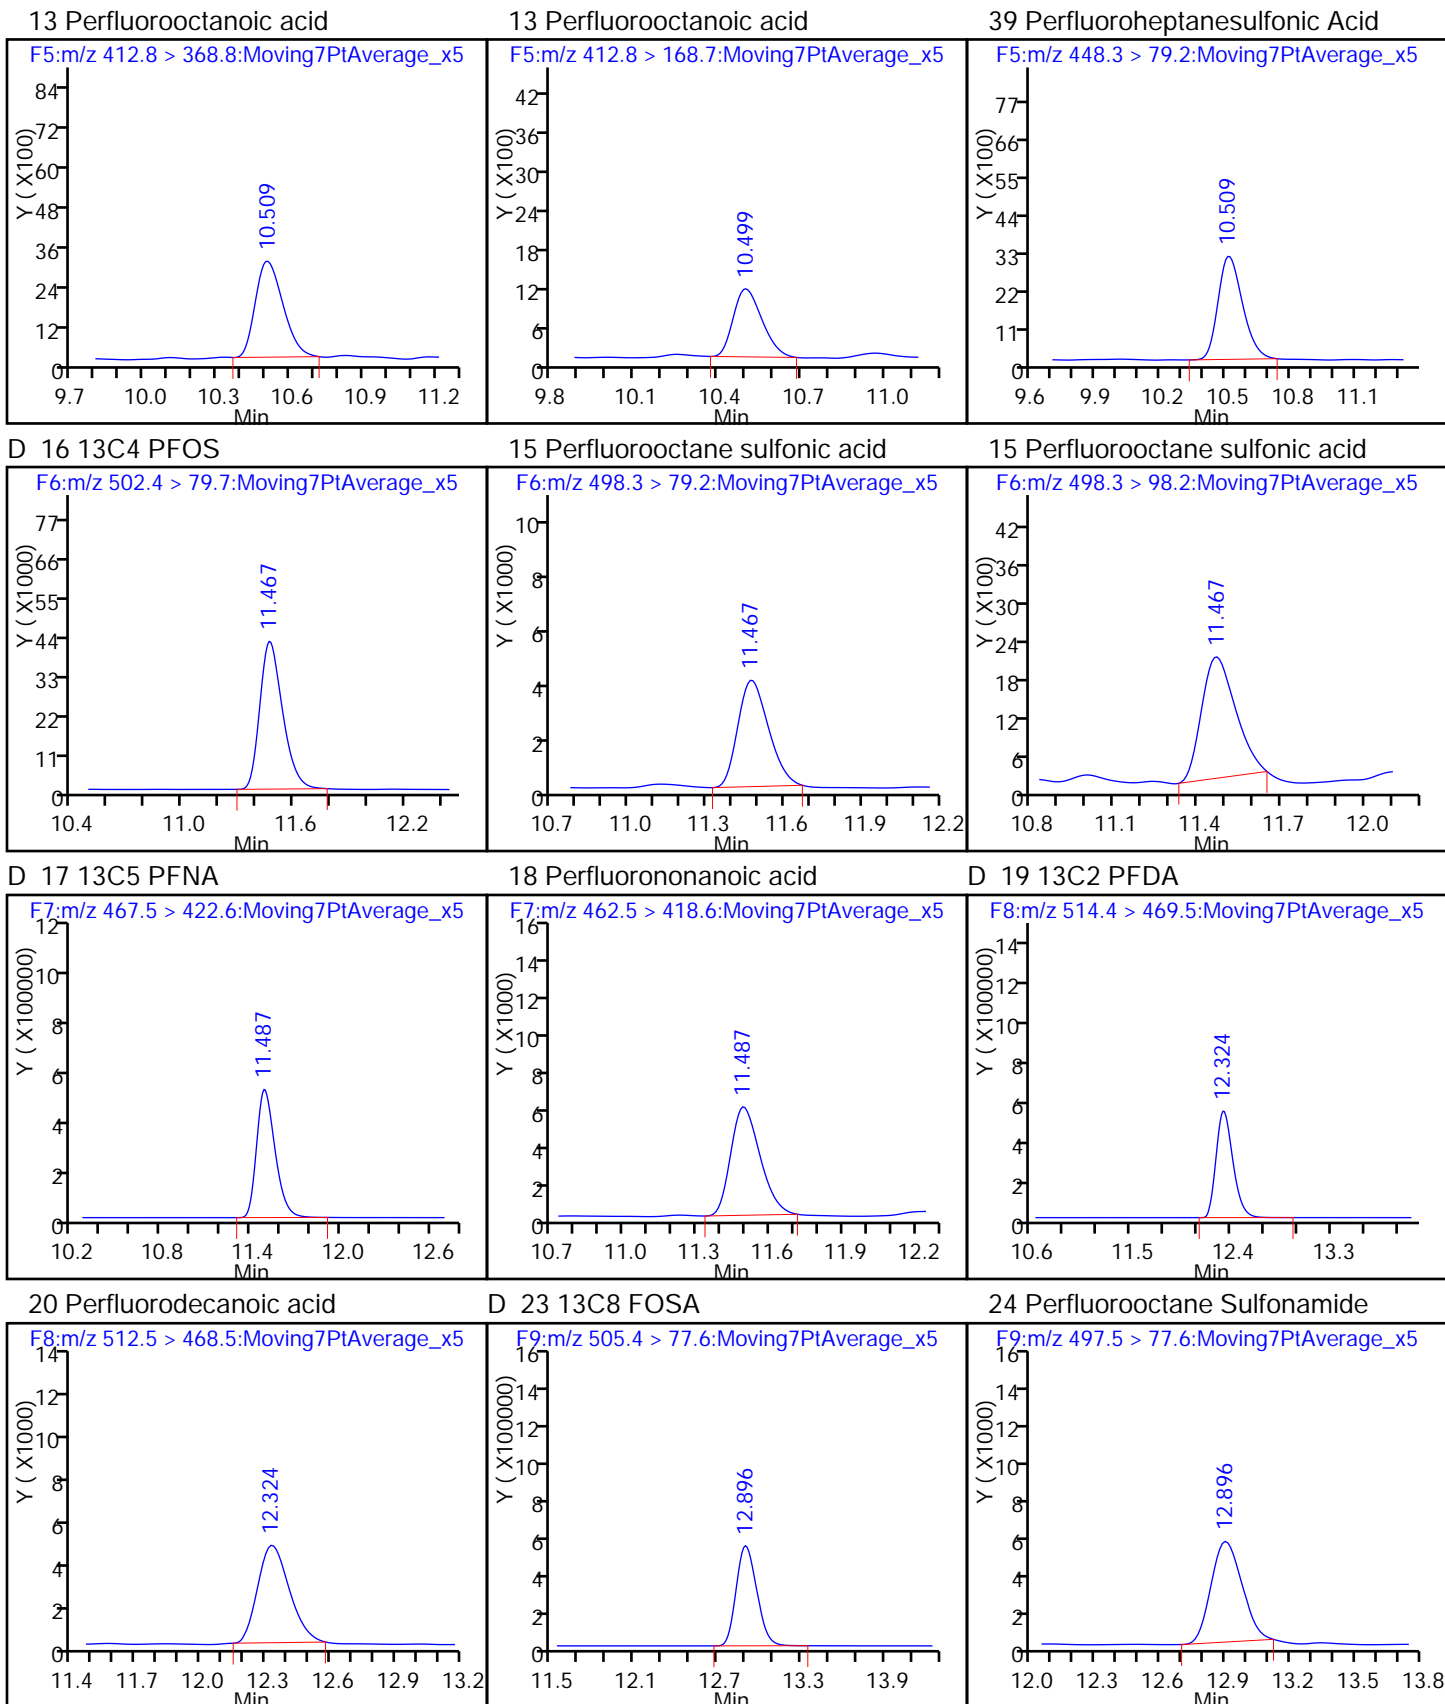 13 Perfluorooctanoic acid
F5:m/z 412.8 > 368.8:Moving7PtAverage_x5
Y ( X100)
84
72
60
48
36
24
12
0
10.509
9.7 10.0 10.3 10.6 10.9 11.2
Min
13 Perfluorooctanoic acid
F5:m/z 412.8 > 168.7:Moving7PtAverage_x5
Y ( X100)
42
36
30
24
18
12
6
0
10.499
9.8 10.1 10.4 10.7 11.0
Min
39 Perfluoroheptanesulfonic Acid
F5:m/z 448.3 > 79.2:Moving7PtAverage_x5
Y ( X100)
77
66
55
44
33
22
11
0
10.509
9.6 9.9 10.2 10.5 10.8 11.1
Min
D 16 13C4 PFOS
F6:m/z 502.4 > 79.7:Moving7PtAverage_x5
Y ( X1000)
77
66
55
44
33
22
11
0
11.467
10.4 11.0 11.6 12.2
Min
15 Perfluorooctane sulfonic acid
F6:m/z 498.3 > 79.2:Moving7PtAverage_x5
Y ( X1000)
10
8
6
4
2
0
11.467
10.7 11.0 11.3 11.6 11.9 12.2
Min
15 Perfluorooctane sulfonic acid
F6:m/z 498.3 > 98.2:Moving7PtAverage_x5
Y ( X100)
42
36
30
24
18
12
6
0
11.467
10.8 11.1 11.4 11.7 12.0
Min
D 17 13C5 PFNA
F7:m/z 467.5 > 422.6:Moving7PtAverage_x5
Y ( X100000)
12
10
8
6
4
2
0
11.487
10.2 10.8 11.4 12.0 12.6
Min
18 Perfluorononanoic acid
F7:m/z 462.5 > 418.6:Moving7PtAverage_x5
Y ( X1000)
16
14
12
10
8
6
4
2
0
11.487
10.7 11.0 11.3 11.6 11.9 12.2
Min
D 19 13C2 PFDA
F8:m/z 514.4 > 469.5:Moving7PtAverage_x5
Y ( X100000)
14
12
10
8
6
4
2
0
12.324
10.6 11.5 12.4 13.3
Min
20 Perfluorodecanoic acid
F8:m/z 512.5 > 468.5:Moving7PtAverage_x5
Y ( X1000)
14
12
10
8
6
4
2
0
12.324
11.4 11.7 12.0 12.3 12.6 12.9 13.2
Min
D 23 13C8 FOSA
F9:m/z 505.4 > 77.6:Moving7PtAverage_x5
Y ( X100000)
16
14
12
10
8
6
4
2
0
12.896
11.5 12.1 12.7 13.3 13.9
Min
24 Perfluorooctane Sulfonamide
F9:m/z 497.5 > 77.6:Moving7PtAverage_x5
Y ( X1000)
16
14
12
10
8
6
4
2
0
12.896
12.0 12.3 12.6 12.9 13.2 13.5 13.8
Min